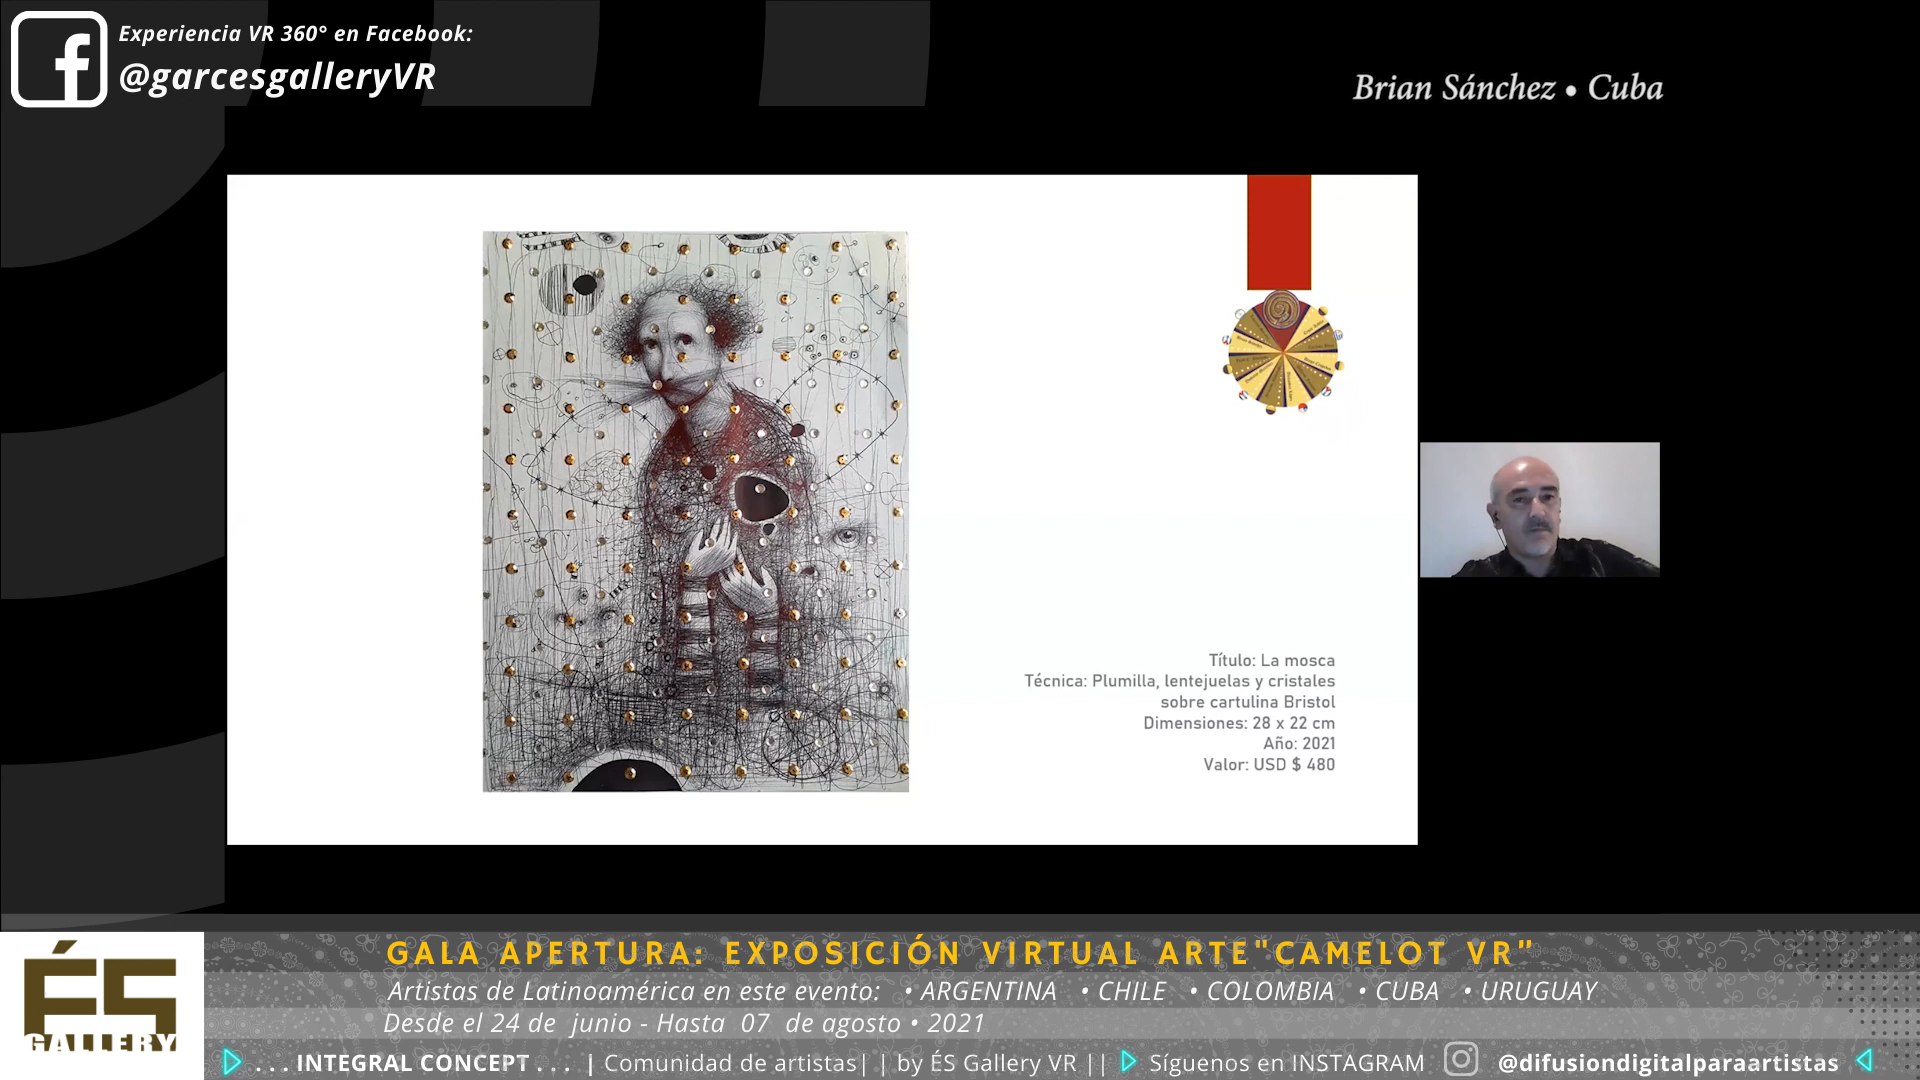 Experiencia VR 360° en Facebook:
@garcesgalleryVR
Brian Sánchez • Cuba
Título: La mosca
Técnica: Plumilla, lentejuelas y cristales
sobre cartulina Bristol
Dimensiones: 28 x 22 cm
Año: 2021
Valor: USD $ 480
ÉS
GALLERY
GALA APERTURA: EXPOSICIÓN VIRTUAL ARTE"CAMELOT VR"
Artistas de Latinoamérica en este evento: • ARGENTINA • CHILE • COLOMBIA • CUBA • URUGUAY
Desde el 24 de junio - Hasta 07 de agosto • 2021
. . . INTEGRAL CONCEPT . . . | Comunidad de artistas| | by ÉS Gallery VR || Síguenos en INSTAGRAM @difusiondigitalparaartistas